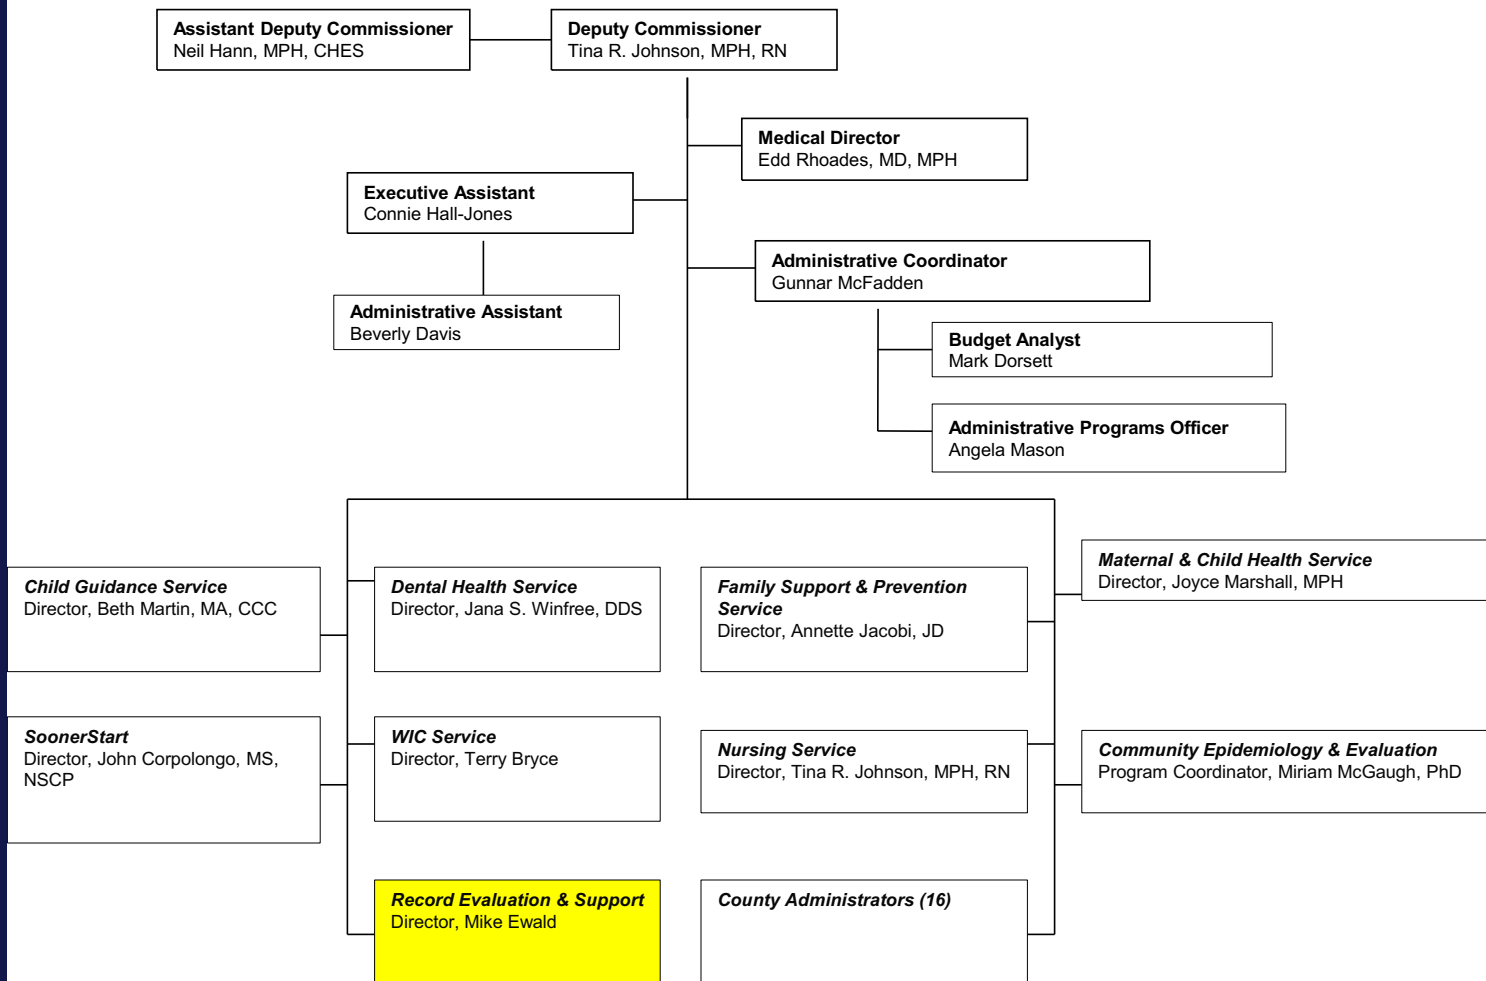 Assistant Deputy Commissioner
Neil Hann, MPH, CHES
Deputy Commissioner
Tina R. Johnson, MPH, RN
Medical Director
Edd Rhoades, MD, MPH
Executive Assistant
Connie Hall-Jones
Administrative Coordinator
Gunnar McFadden
Administrative Assistant
Beverly Davis
Budget Analyst
Mark Dorsett
Administrative Programs Officer
Angela Mason
Child Guidance Service
Director, Beth Martin, MA, CCC
Dental Health Service
Director, Jana S. Winfree, DDS
Family Support & Prevention
Service
Director, Annette Jacobi, JD
Maternal & Child Health Service
Director, Joyce Marshall, MPH
SoonerStart
Director, John Corpolongo, MS,
NSCP
WIC Service
Director, Terry Bryce
Nursing Service
Director, Tina R. Johnson, MPH, RN
Community Epidemiology & Evaluation
Program Coordinator, Miriam McGaugh, PhD
Record Evaluation & Support
Director, Mike Ewald
County Administrators (16)